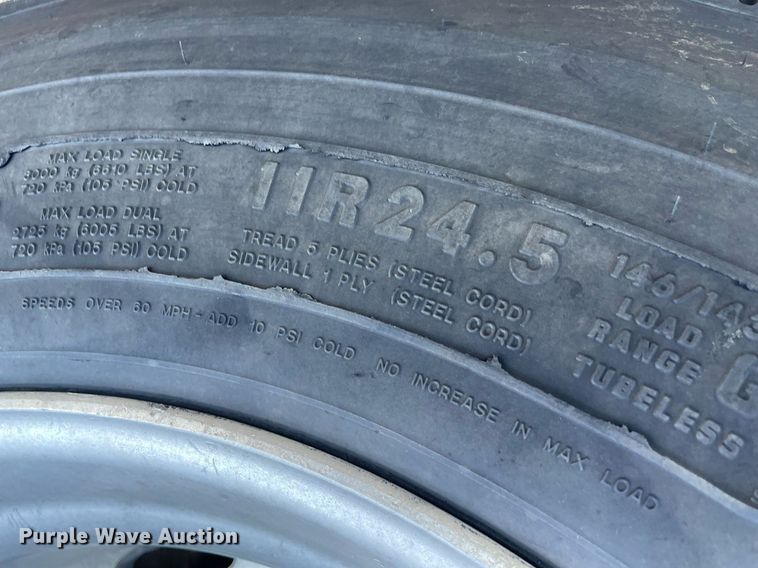 MAX LOAD SINGLE
3000 kg (6610 LBS) AT
720 kPa (105 PSI) COLD
MAX LOAD DUAL
2725 kg (6005 LBS) AT
720 kPa (105 PSI) COLD
11R24.5
TREAD 5 PLIES (STEEL CORD)
SIDEWALL 1 PLY (STEEL CORD)
146/143
LOAD
RANGE G
TUBELESS
SPEEDS OVER 60 MPH - ADD 10 PSI COLD NO INCREASE IN MAX LOAD
Purple Wave Auction